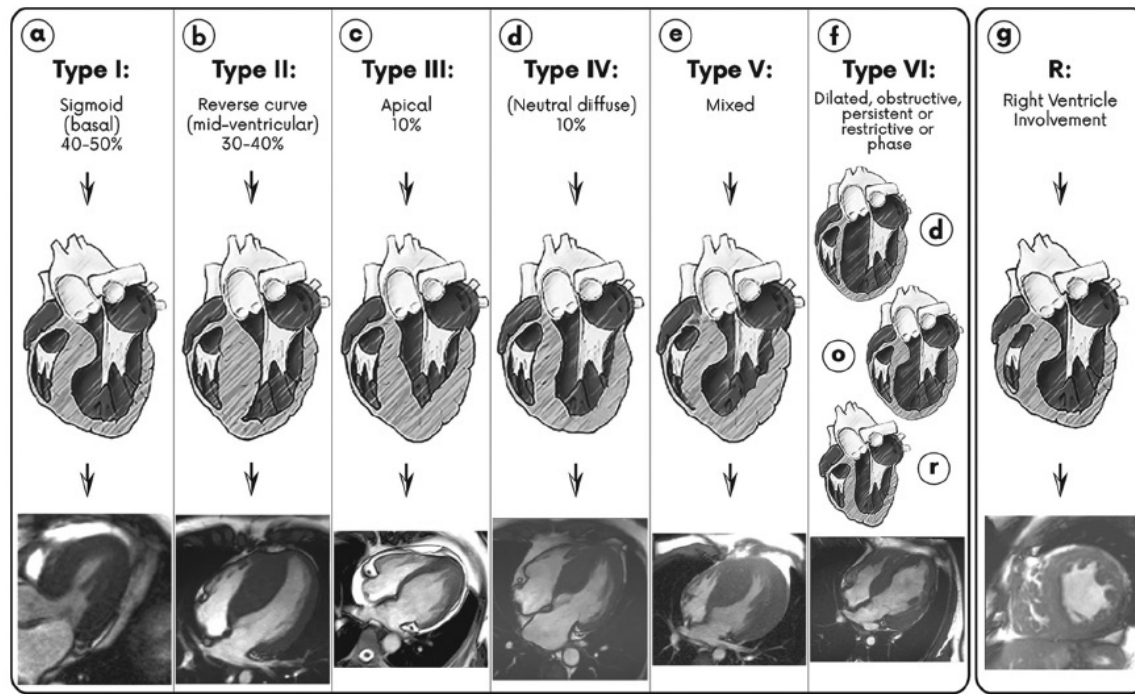 a
Type I:
Sigmoid
(basal)
40-50%
b
Type II:
Reverse curve
(mid-ventricular)
30-40%
c
Type III:
Apical
10%
d
Type IV:
(Neutral diffuse)
10%
e
Type V:
Mixed
f
Type VI:
Dilated, obstructive,
persistent or
restrictive or
phase
d
o
r
g
R:
Right Ventricle
Involvement